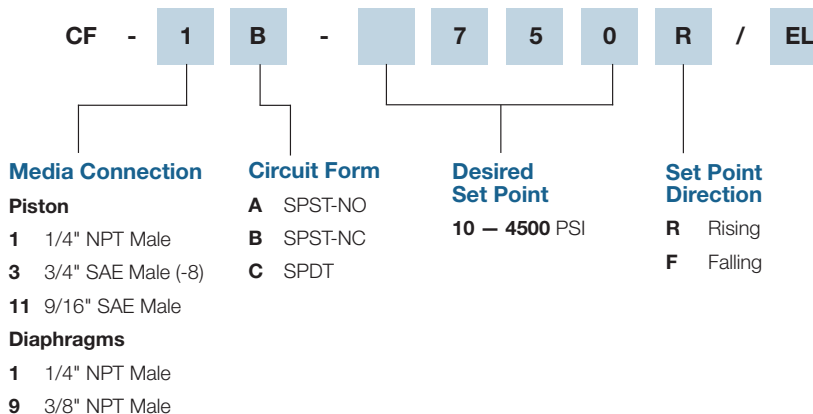 CF - 1 B - 7 5 0 R / EL
Media Connection
Piston
1 1/4" NPT Male
3 3/4" SAE Male (-8)
11 9/16" SAE Male
Diaphragms
1 1/4" NPT Male
9 3/8" NPT Male
Circuit Form
A SPST-NO
B SPST-NC
C SPDT
Desired
Set Point
10 — 4500 PSI
Set Point
Direction
R Rising
F Falling